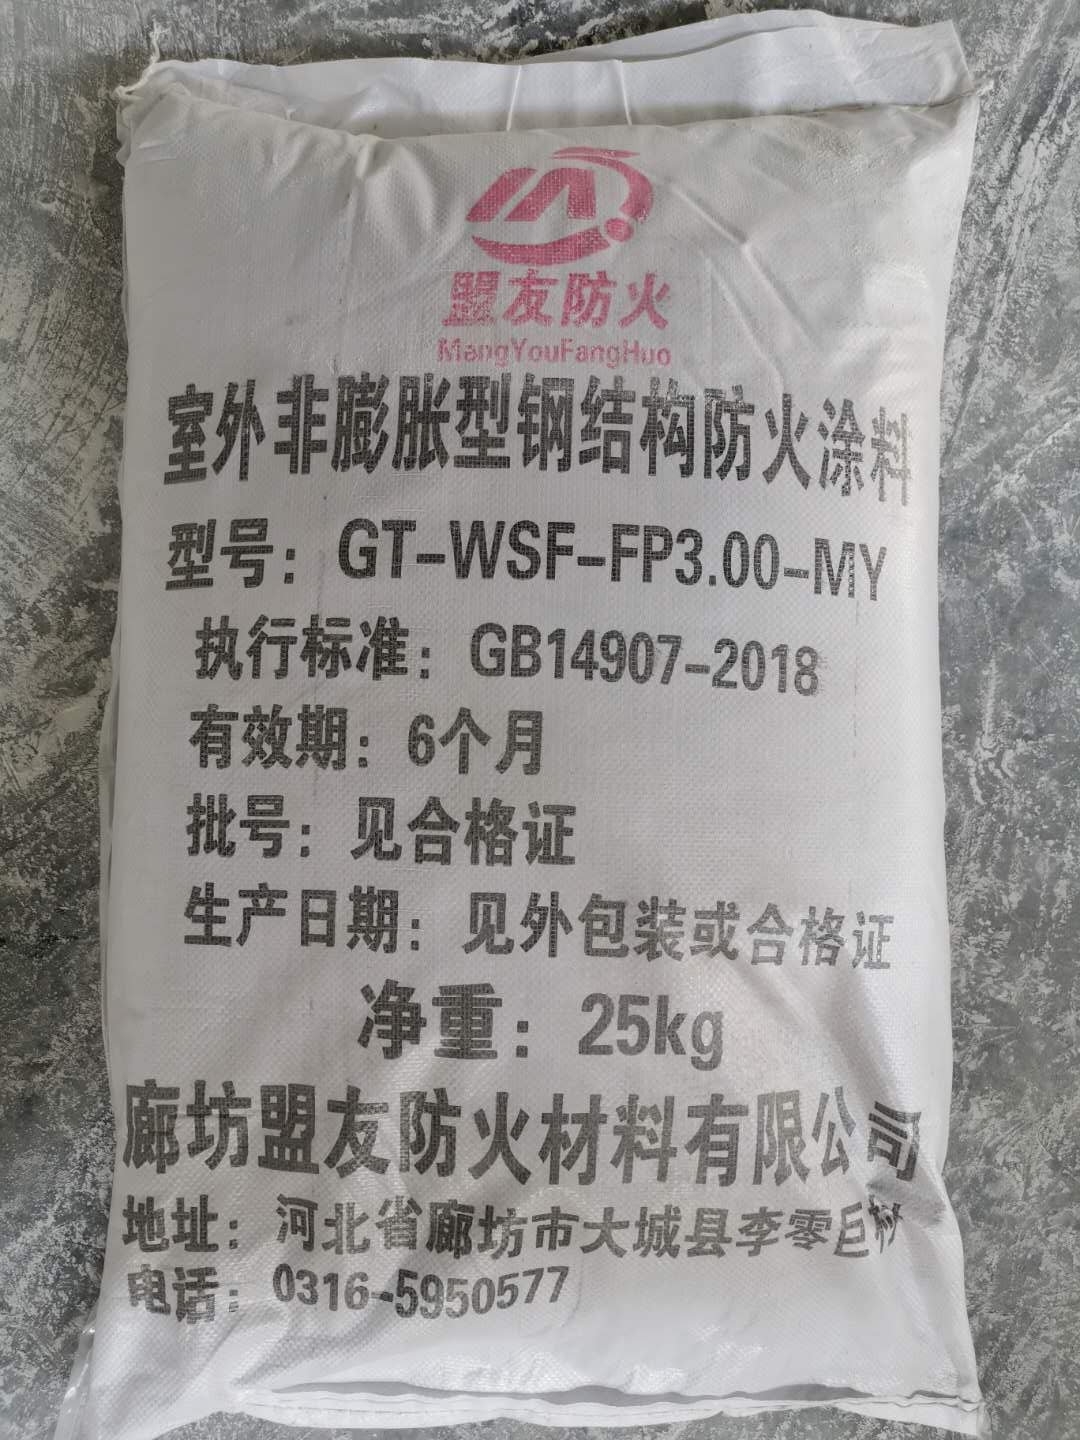 盟友防火
MangYouFangHuo
室外非膨胀型钢结构防火涂料
型号：GT-WSF-FP3.00-MY
执行标准：GB14907-2018
有效期：6个月
批号：见合格证
生产日期：见外包装或合格证
净重：25kg
廊坊盟友防火材料有限公司
地址：河北省廊坊市大城县李零巨村
电话：0316-5950577